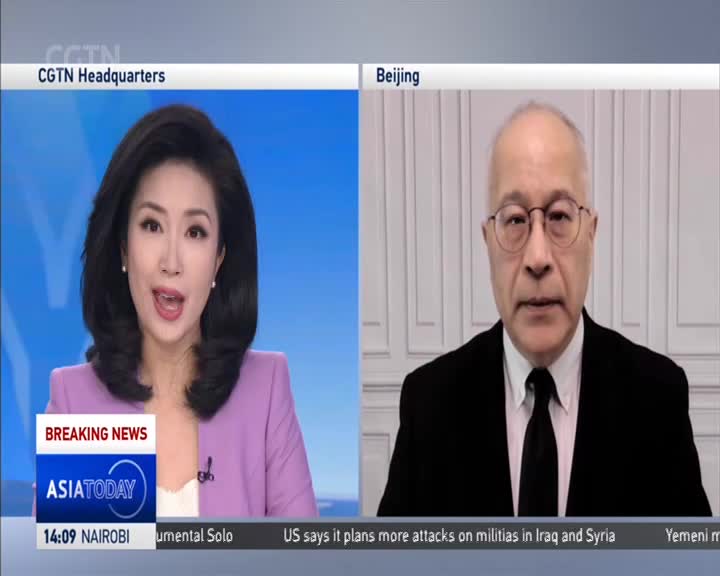 CGTN
CGTN Headquarters
Beijing
BREAKING NEWS
ASIATODAY
14:09 NAIROBI
umental Solo US says it plans more attacks on militias in Iraq and Syria Yemeni m